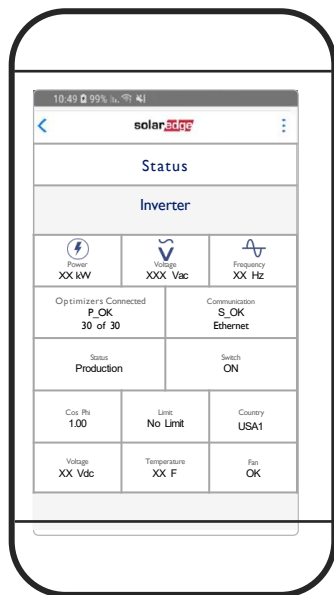 10:49 99%
solaredge
Status
Inverter
Power
XX kW
Voltage
XXX Vac
Frequency
XX Hz
Optimizers Connected
P_OK
30 of 30
Communication
S_OK
Ethernet
Status
Production
Switch
ON
Cos Phi
1.00
Limit
No Limit
Country
USA1
Voltage
XX Vdc
Temperature
XX F
Fan
OK